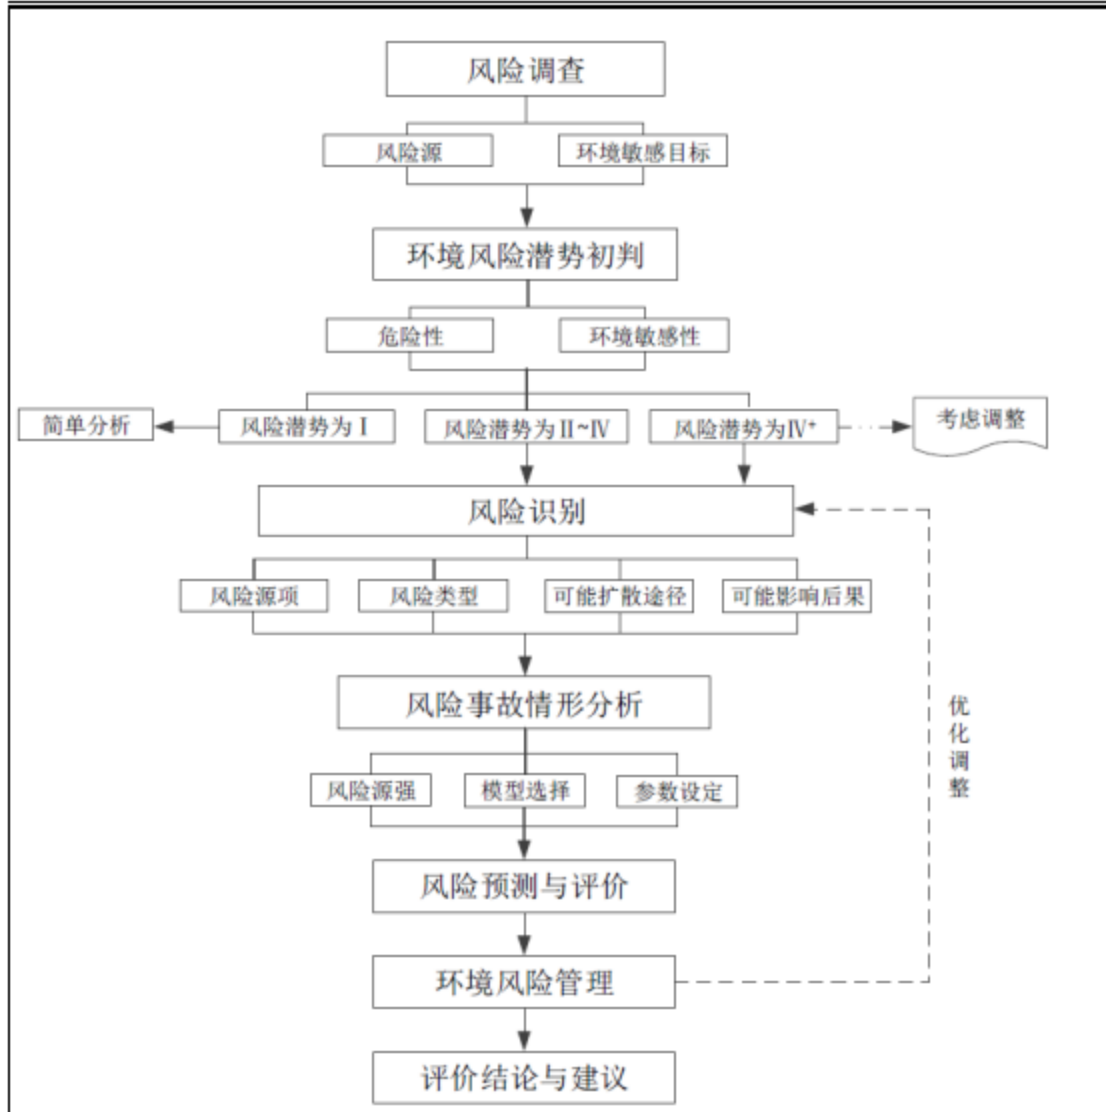 风险调查
风险源
环境敏感目标
环境风险潜势初判
危险性
环境敏感性
简单分析
风险潜势为Ⅰ
风险潜势为Ⅱ~Ⅳ
风险潜势为Ⅳ⁺
考虑调整
风险识别
风险源项
风险类型
可能扩散途径
可能影响后果
风险事故情形分析
风险源强
模型选择
参数设定
优化调整
风险预测与评价
环境风险管理
评价结论与建议